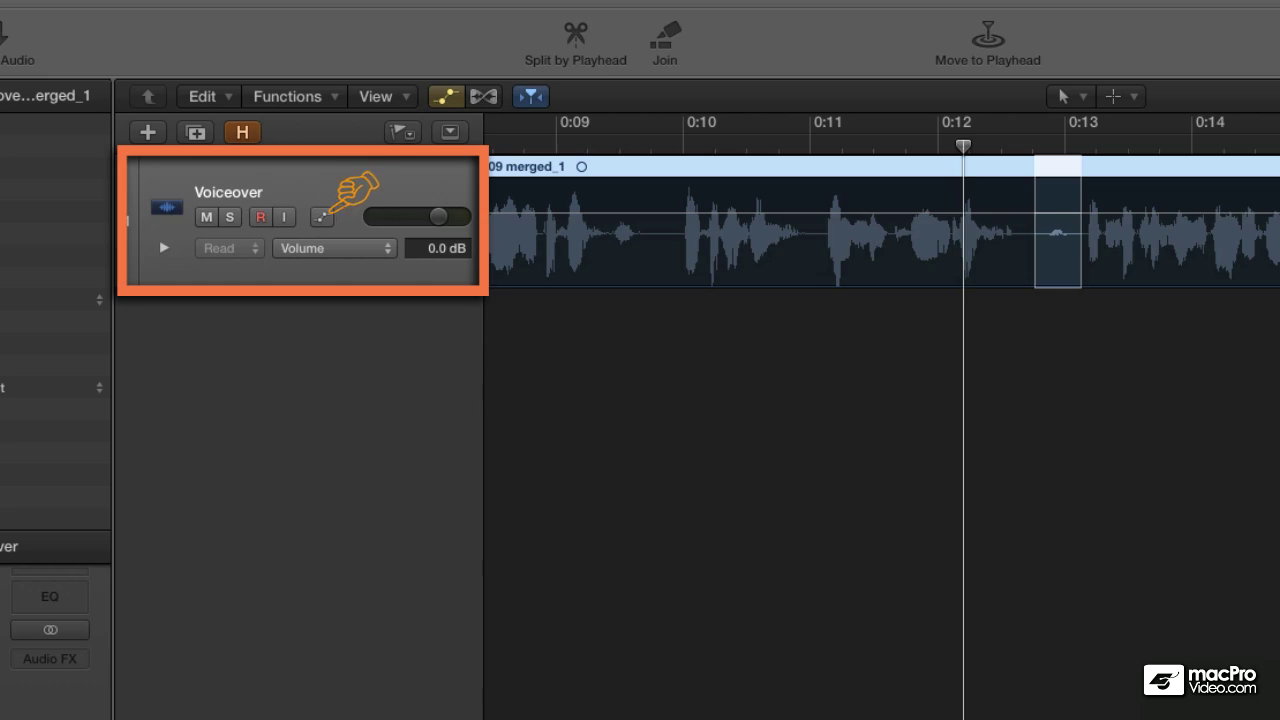 Audio
Split by Playhead
Join
Move to Playhead
ove...erged_1
Edit
Functions
View
H
0:09
0:10
0:11
0:12
0:13
0:14
09 merged_1
Voiceover
M S R I
Read
Volume
0.0 dB
t
ver
EQ
Audio FX
macPro
Video.com